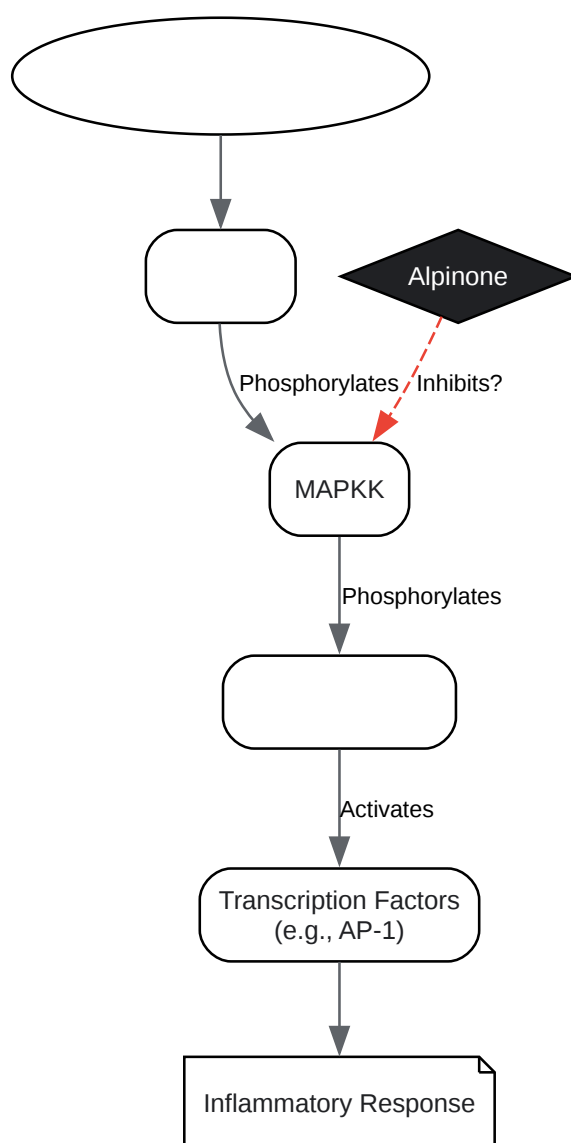 Alpinone
Phosphorylates
Inhibits?
MAPKK
Phosphorylates
Activates
Transcription Factors
(e.g., AP-1)
Inflammatory Response